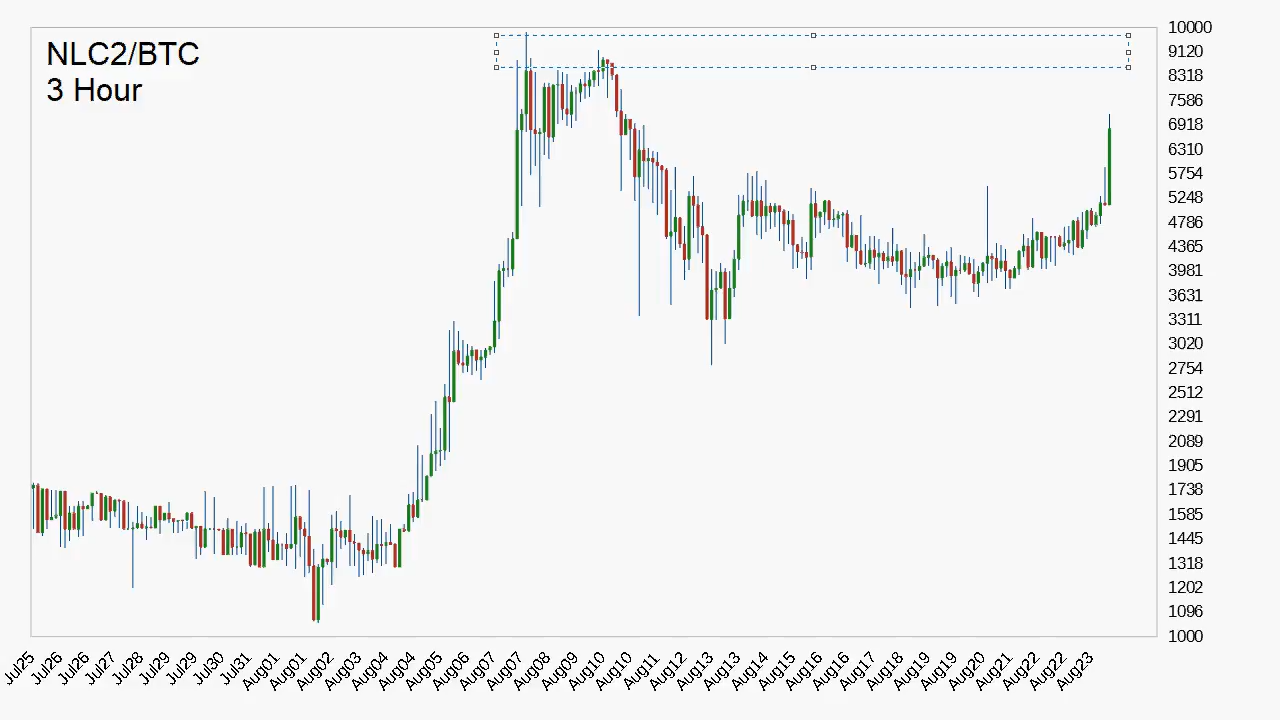 NLC2/BTC
3 Hour
10000
9120
8318
7586
6918
6310
5754
5248
4786
4365
3981
3631
3311
3020
2754
2512
2291
2089
1905
1738
1585
1445
1318
1202
1096
1000
Jul25
Jul26
Jul26
Jul27
Jul28
Jul29
Jul29
Jul30
Jul31
Aug01
Aug01
Aug02
Aug03
Aug04
Aug04
Aug05
Aug06
Aug07
Aug07
Aug08
Aug09
Aug10
Aug10
Aug11
Aug12
Aug13
Aug13
Aug14
Aug15
Aug16
Aug16
Aug17
Aug18
Aug19
Aug19
Aug20
Aug21
Aug22
Aug22
Aug23